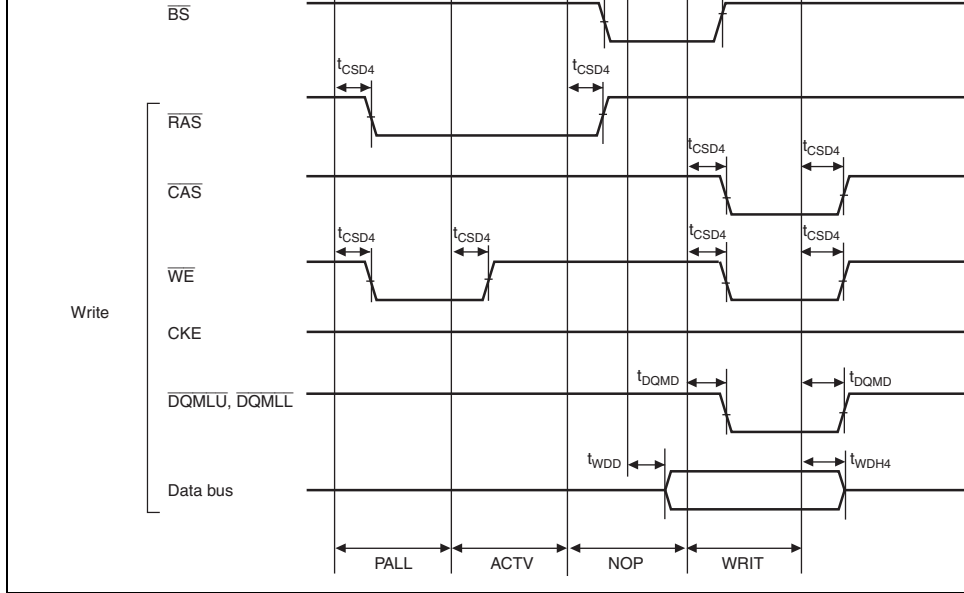 BS
tCSD4 tCSD4
RAS
tCSD4 tCSD4
CAS
tCSD4 tCSD4 tCSD4 tCSD4
WE
Write
CKE
tDQMD tDQMD
DQMLU, DQMLL
tWDD tWDH4
Data bus
PALL ACTV NOP WRIT